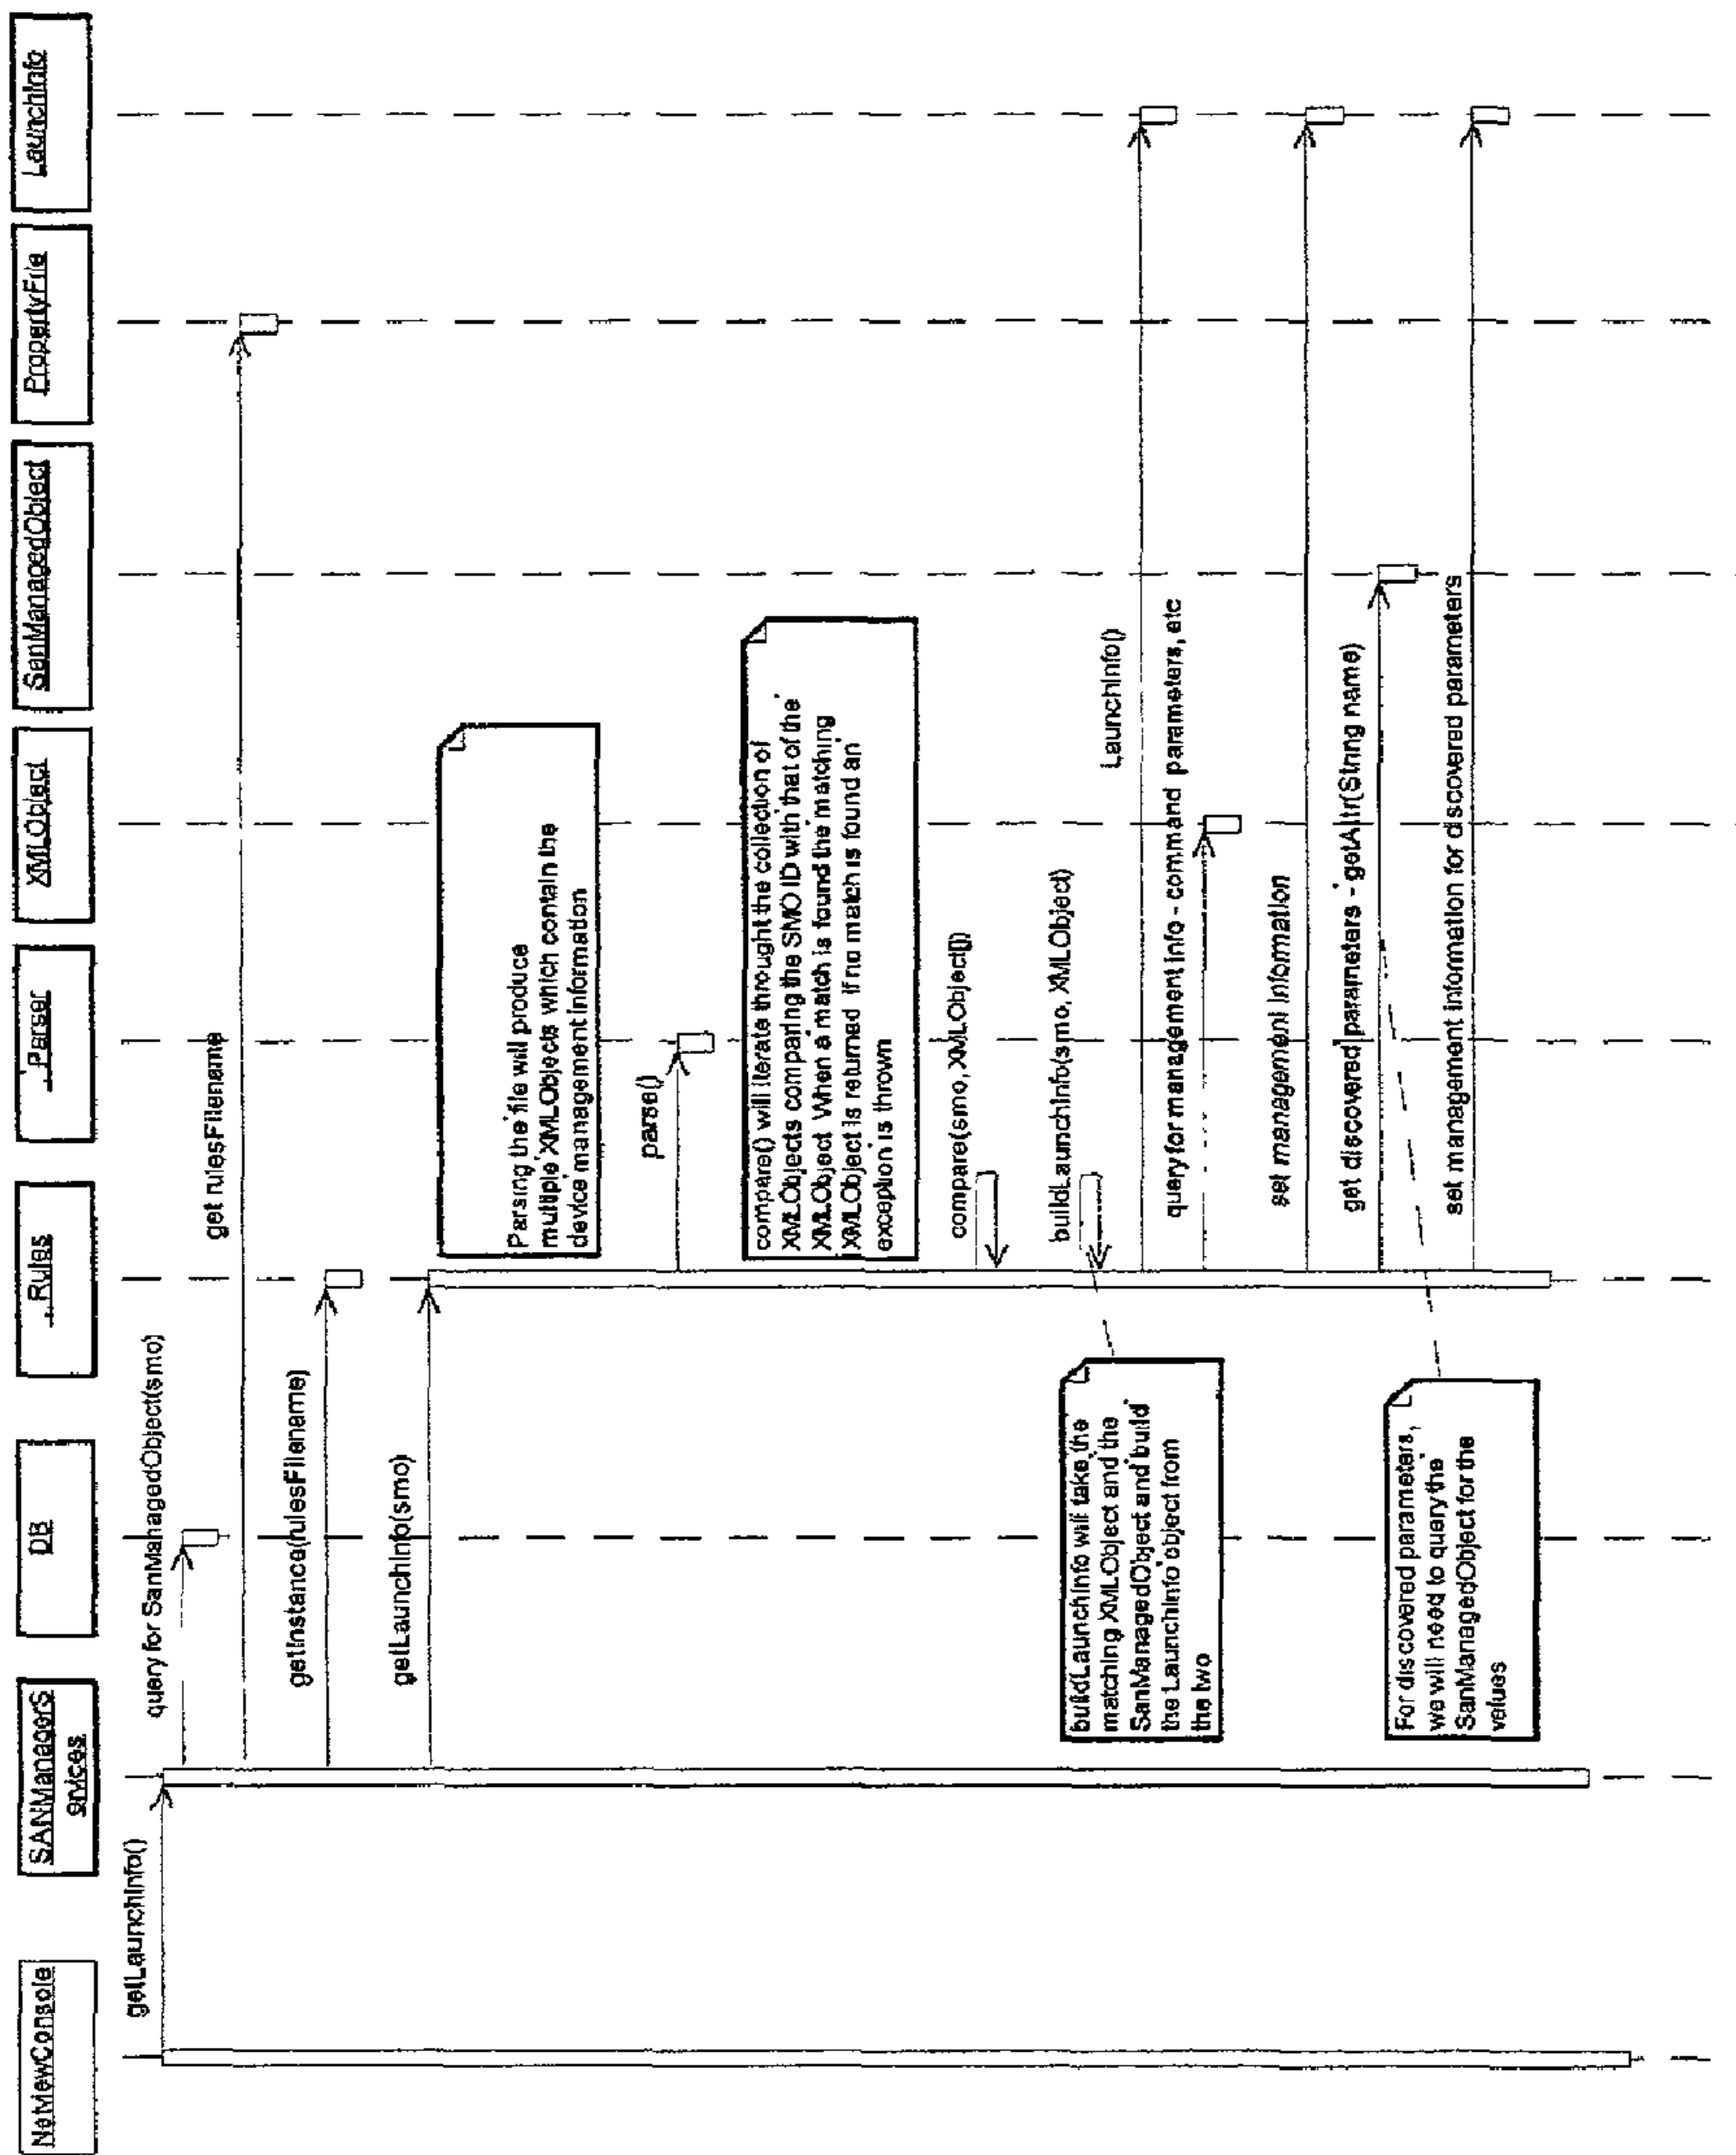 NetViewConsole
SANManagerS
ervices
DB
: Rules
: Parser
XMLObject
SanManagedObject
PropertyFile
LaunchInfo
getLaunchInfo()
query for SanManagedObject(smo)
get rulesFilename
getInstance(rulesFilename)
getLaunchInfo(smo)
Parsing the file will produce
multiple XMLObjects which contain the
device management information
parse()
compare() will iterate throught the collection of
XMLObjects comparing the SMO ID with that of the
XMLObject When a match is found the matching
XMLObject is returned If no match is found an
exception is thrown
compare(smo, XMLObject[])
buildLaunchInfo(smo, XMLObject)
buildLaunchInfo will take the
matching XMLObject and the
SanManagedObject and build
the LaunchInfo object from
the two
LaunchInfo()
query for management info - command parameters, etc
set management information
get discovered parameters - getAttr(String name)
For discovered parameters,
we will need to query the
SanManagedObject for the
values
set management information for discovered parameters